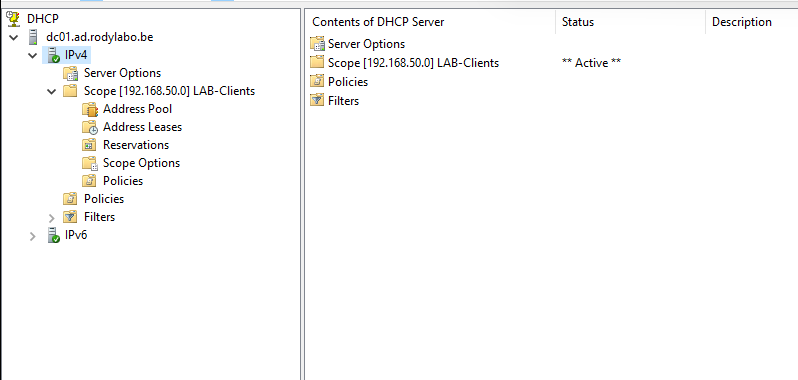 DHCP
dc01.ad.rodylabo.be
IPv4
Server Options
Scope [192.168.50.0] LAB-Clients
Address Pool
Address Leases
Reservations
Scope Options
Policies
Policies
Filters
IPv6
Contents of DHCP Server Status Description
Server Options
Scope [192.168.50.0] LAB-Clients ** Active **
Policies
Filters